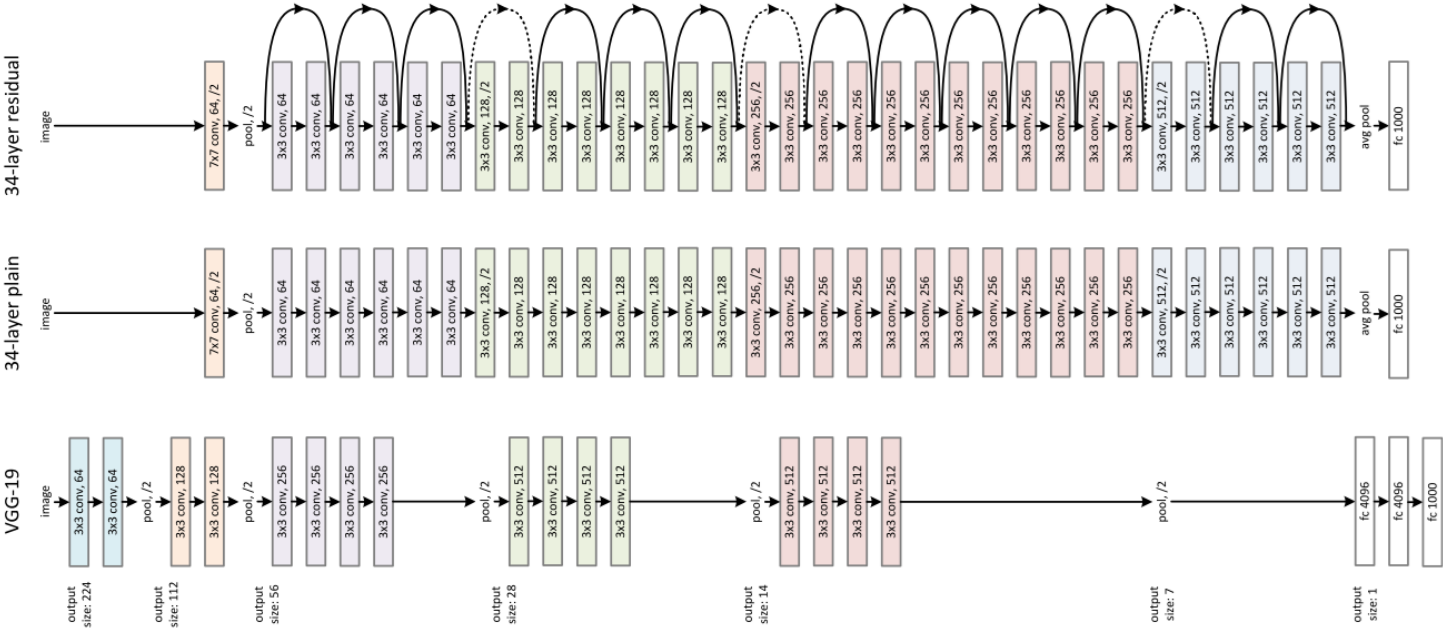 34-layer residual
image
7x7 conv, 64, /2
pool, /2
3x3 conv, 64
3x3 conv, 64
3x3 conv, 64
3x3 conv, 64
3x3 conv, 64
3x3 conv, 64
3x3 conv, 128, /2
3x3 conv, 128
3x3 conv, 128
3x3 conv, 128
3x3 conv, 128
3x3 conv, 128
3x3 conv, 128
3x3 conv, 128
3x3 conv, 256, /2
3x3 conv, 256
3x3 conv, 256
3x3 conv, 256
3x3 conv, 256
3x3 conv, 256
3x3 conv, 256
3x3 conv, 256
3x3 conv, 256
3x3 conv, 256
3x3 conv, 256
3x3 conv, 256
3x3 conv, 512, /2
3x3 conv, 512
3x3 conv, 512
3x3 conv, 512
3x3 conv, 512
3x3 conv, 512
avg pool
fc 1000
34-layer plain
image
7x7 conv, 64, /2
pool, /2
3x3 conv, 64
3x3 conv, 64
3x3 conv, 64
3x3 conv, 64
3x3 conv, 64
3x3 conv, 64
3x3 conv, 128, /2
3x3 conv, 128
3x3 conv, 128
3x3 conv, 128
3x3 conv, 128
3x3 conv, 128
3x3 conv, 128
3x3 conv, 128
3x3 conv, 256, /2
3x3 conv, 256
3x3 conv, 256
3x3 conv, 256
3x3 conv, 256
3x3 conv, 256
3x3 conv, 256
3x3 conv, 256
3x3 conv, 256
3x3 conv, 256
3x3 conv, 256
3x3 conv, 256
3x3 conv, 512, /2
3x3 conv, 512
3x3 conv, 512
3x3 conv, 512
3x3 conv, 512
3x3 conv, 512
avg pool
fc 1000
VGG-19
image
3x3 conv, 64
3x3 conv, 64
pool, /2
3x3 conv, 128
3x3 conv, 128
pool, /2
3x3 conv, 256
3x3 conv, 256
3x3 conv, 256
3x3 conv, 256
pool, /2
3x3 conv, 512
3x3 conv, 512
3x3 conv, 512
3x3 conv, 512
pool, /2
3x3 conv, 512
3x3 conv, 512
3x3 conv, 512
3x3 conv, 512
pool, /2
fc 4096
fc 4096
fc 1000
output
size: 224
output
size: 112
output
size: 56
output
size: 28
output
size: 14
output
size: 7
output
size: 1